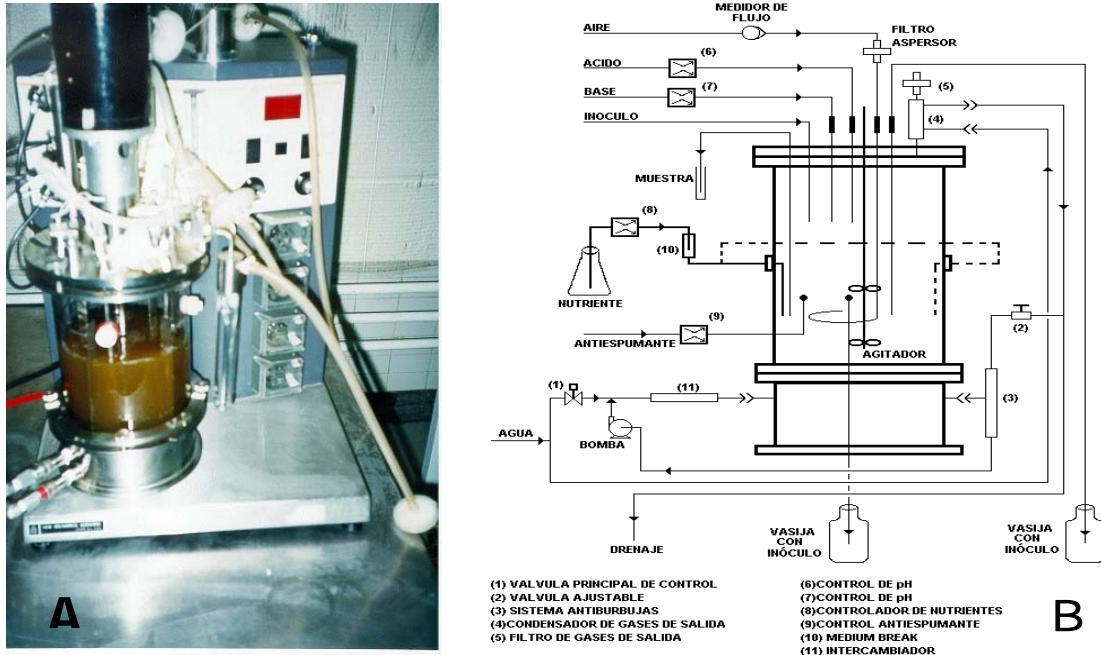 A
MEDIDOR DE
FLUJO
AIRE
FILTRO
ASPERSOR
ACIDO
(6)
BASE
(7)
(5)
INOCULO
(4)
MUESTRA
(8)
(10)
NUTRIENTE
(9)
ANTIESPUMANTE
(2)
AGITADOR
(1)
(11)
(3)
AGUA
BOMBA
DRENAJE
VASIJA
CON
INÓCULO
VASIJA
CON
INÓCULO
(1) VALVULA PRINCIPAL DE CONTROL
(2) VALVULA AJUSTABLE
(3) SISTEMA ANTIBURBUJAS
(4)CONDENSADOR DE GASES DE SALIDA
(5) FILTRO DE GASES DE SALIDA
(6)CONTROL DE pH
(7)CONTROL DE pH
(8)CONTROLADOR DE NUTRIENTES
(9)CONTROL ANTIESPUMANTE
(10) MEDIUM BREAK
(11) INTERCAMBIADOR
B